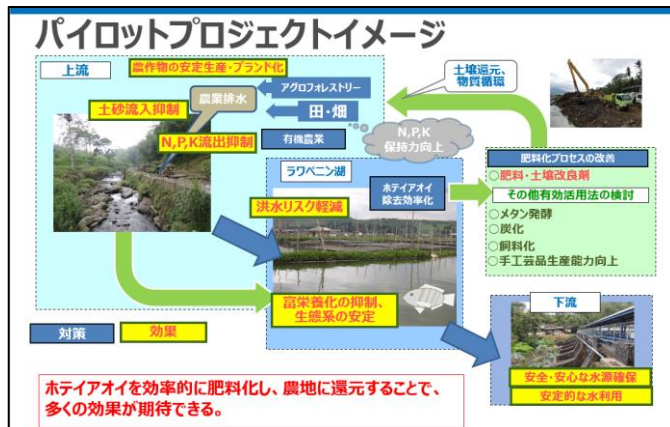 パイロットプロジェクトイメージ
上流
農作物の安定生産・ブランド化
土壌還元、
物質循環
アグロフォレストリー
農業排水
土砂流入抑制
田・畑
N,P,K流出抑制
有機農業
N,P,K
保持力向上
肥料化プロセスの改善
○肥料・土壌改良剤
その他有効活用法の検討
○メタン発酵
○炭化
○飼料化
○手工芸品生産能力向上
ラワペニン湖
ホテイアオイ
除去効率化
洪水リスク軽減
富栄養化の抑制、
生態系の安定
下流
対策
効果
安全・安心な水源確保
安定的な水利用
ホテイアオイを効率的に肥料化し、農地に還元することで、
多くの効果が期待できる。